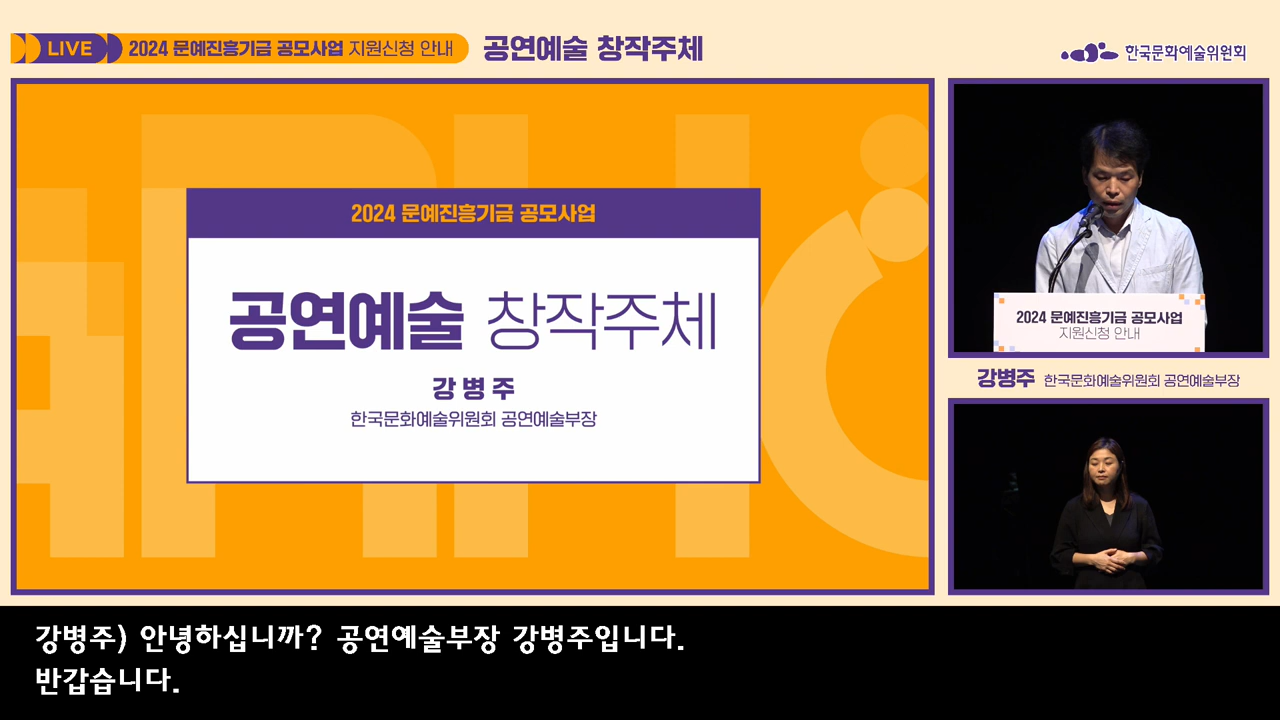 LIVE 2024 문예진흥기금 공모사업 지원신청 안내 공연예술 창작주체
한국문화예술위원회
2024 문예진흥기금 공모사업
공연예술 창작주체
강병주
한국문화예술위원회 공연예술부장
2024 문예진흥기금 공모사업
지원신청 안내
강병주 한국문화예술위원회 공연예술부장
강병주) 안녕하십니까? 공연예술부장 강병주입니다.
반갑습니다.